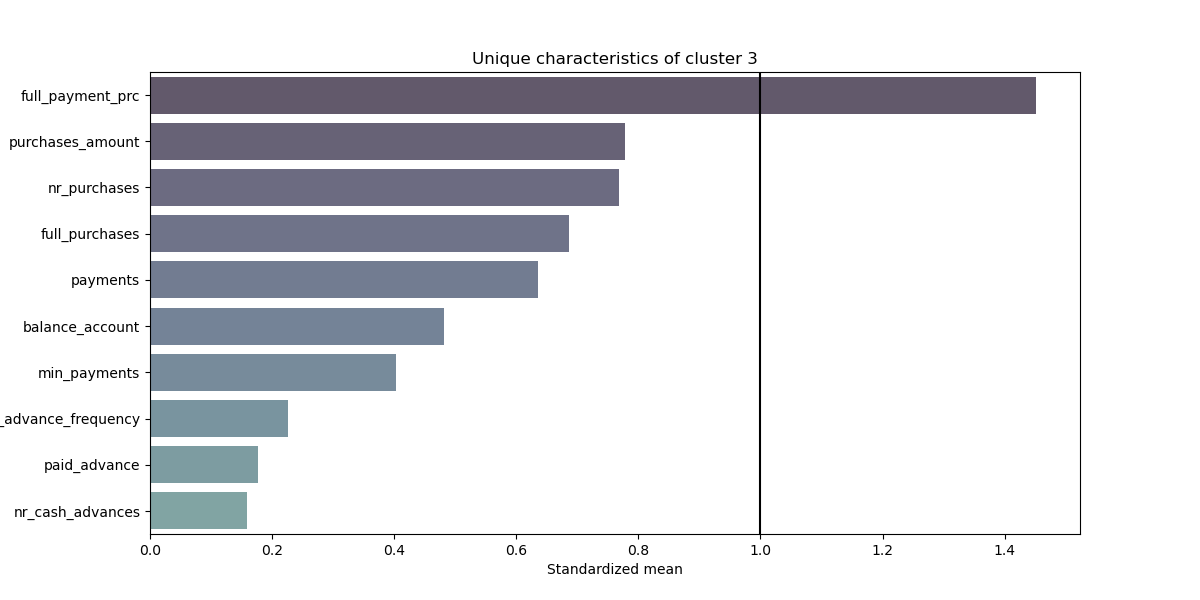 Unique characteristics of cluster 3
full_payment_prc
purchases_amount
nr_purchases
full_purchases
payments
balance_account
min_payments
_advance_frequency
paid_advance
nr_cash_advances
0.0 0.2 0.4 0.6 0.8 1.0 1.2 1.4
Standardized mean